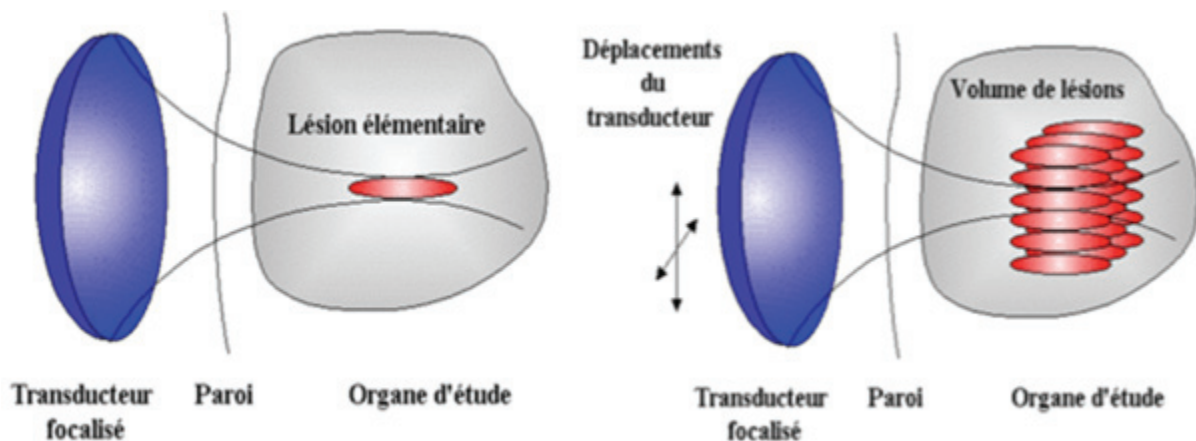 Lésion élémentaire
Transducteur
focalisé
Paroi
Organe d'étude
Déplacements
du
transducteur
Volume de lésions
Transducteur
focalisé
Paroi
Organe d'étude